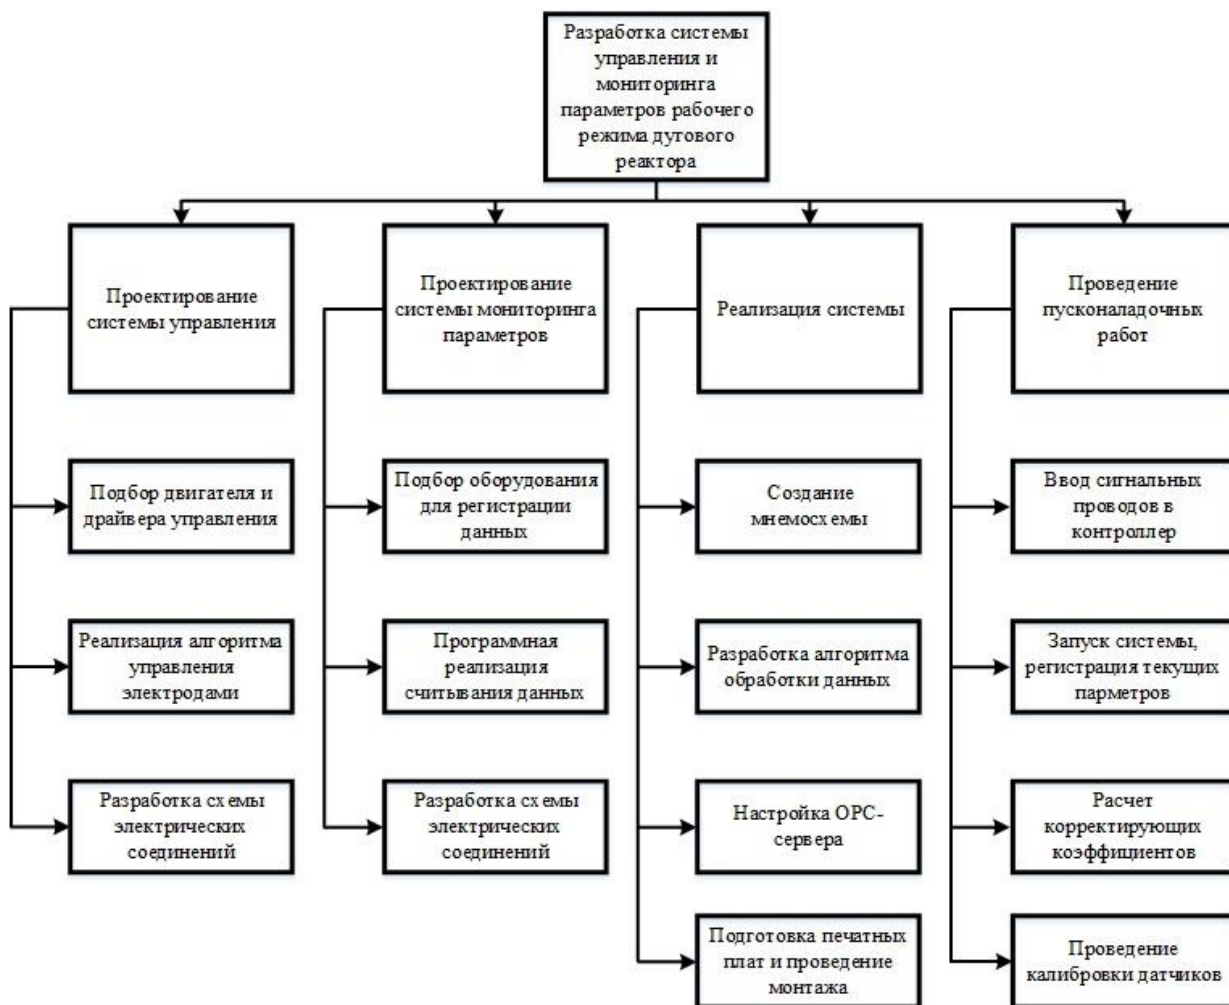 Разработка системы
управления и
мониторинга
параметров рабочего
режима дугового
реактора
Проектирование
системы управления
Проектирование
системы мониторинга
параметров
Реализация системы
Проведение
пусконаладочных
работ
Подбор двигателя и
драйвера управления
Подбор оборудования
для регистрации
данных
Создание
мнемосхемы
Ввод сигнальных
проводов в
контроллер
Реализация алгоритма
управления
электродами
Программная
реализация
считывания данных
Разработка алгоритма
обработки данных
Запуск системы,
регистрация текущих
парметров
Разработка схемы
электрических
соединений
Разработка схемы
электрических
соединений
Настройка ОРС-
сервера
Расчет
корректирующих
коэффициентов
Подготовка печатных
плат и проведение
монтажа
Проведение
калибровки датчиков